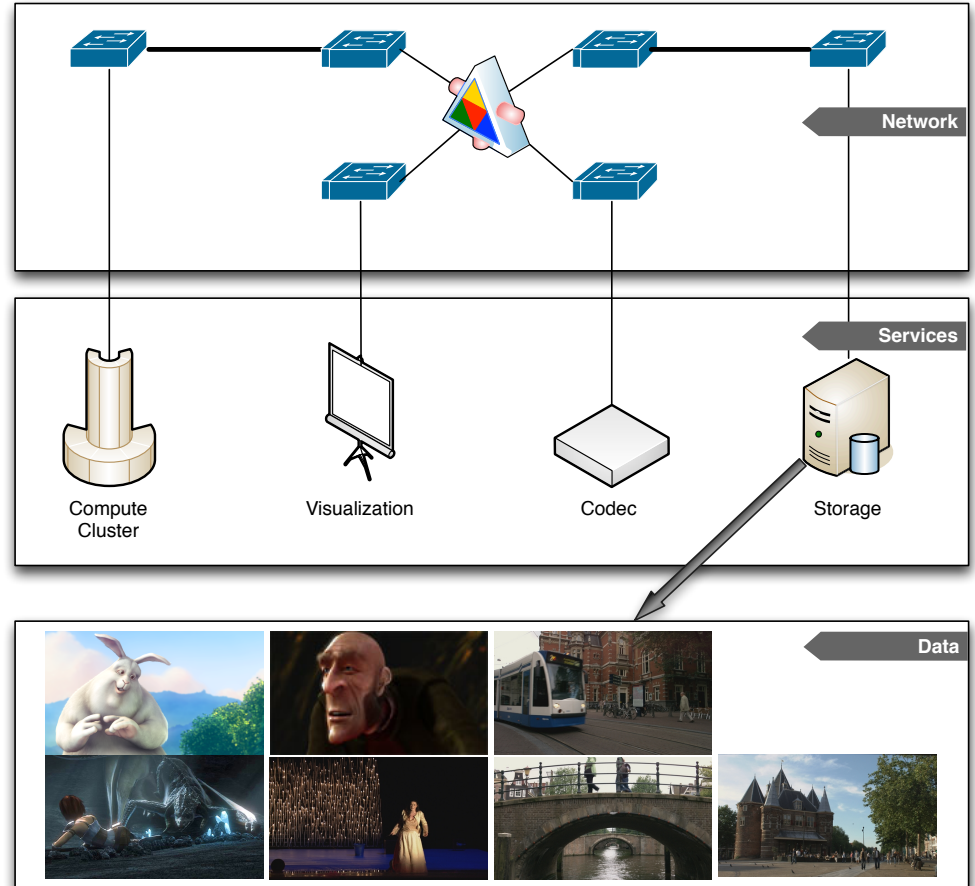 Network
Services
Compute
Cluster
Visualization
Codec
Storage
Data